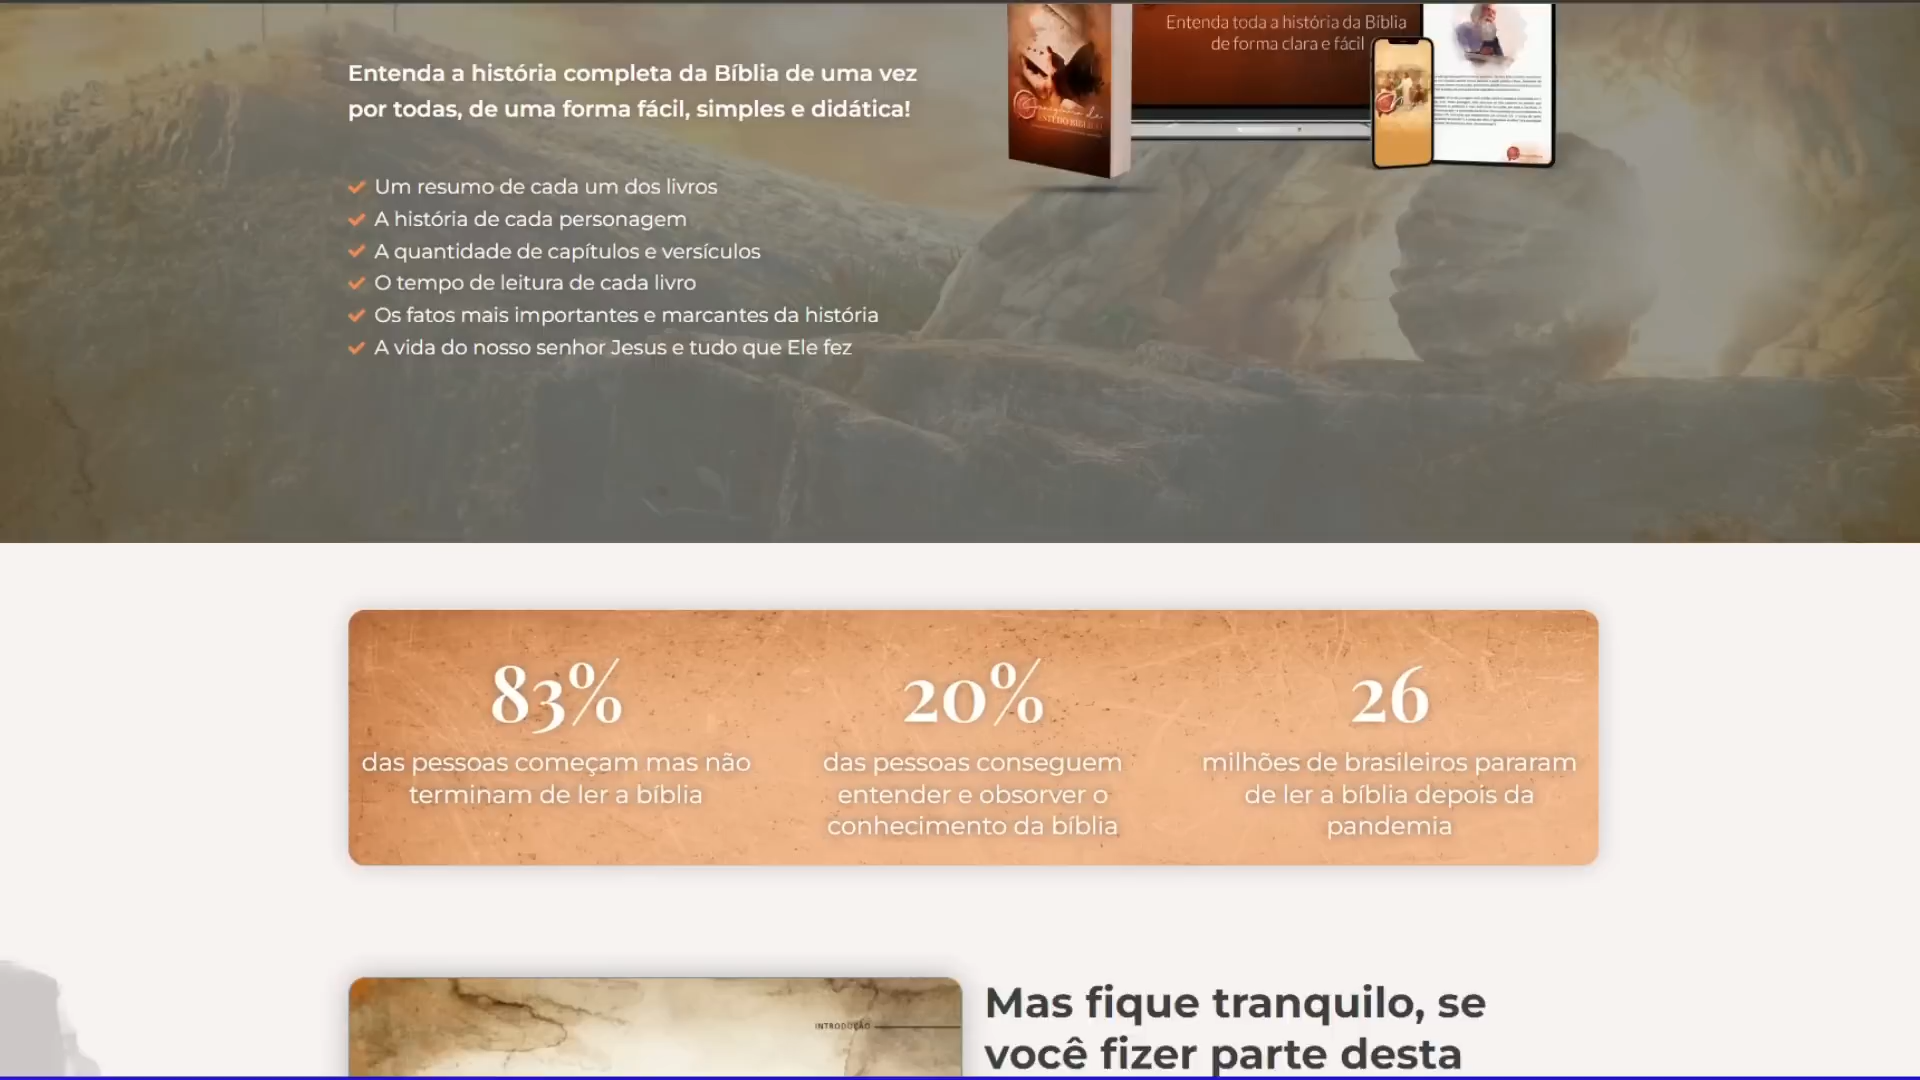 Entenda toda a história da Bíblia
de forma clara e fácil
Entenda a história completa da Bíblia de uma vez
por todas, de uma forma fácil, simples e didática!
Um resumo de cada um dos livros
A história de cada personagem
A quantidade de capítulos e versículos
O tempo de leitura de cada livro
Os fatos mais importantes e marcantes da história
A vida do nosso senhor Jesus e tudo que Ele fez
83%
das pessoas começam mas não
terminam de ler a bíblia
20%
das pessoas conseguem
entender e obsorver o
conhecimento da bíblia
26
milhões de brasileiros pararam
de ler a bíblia depois da
pandemia
INTRODUÇÃO
Mas fique tranquilo, se
você fizer parte desta